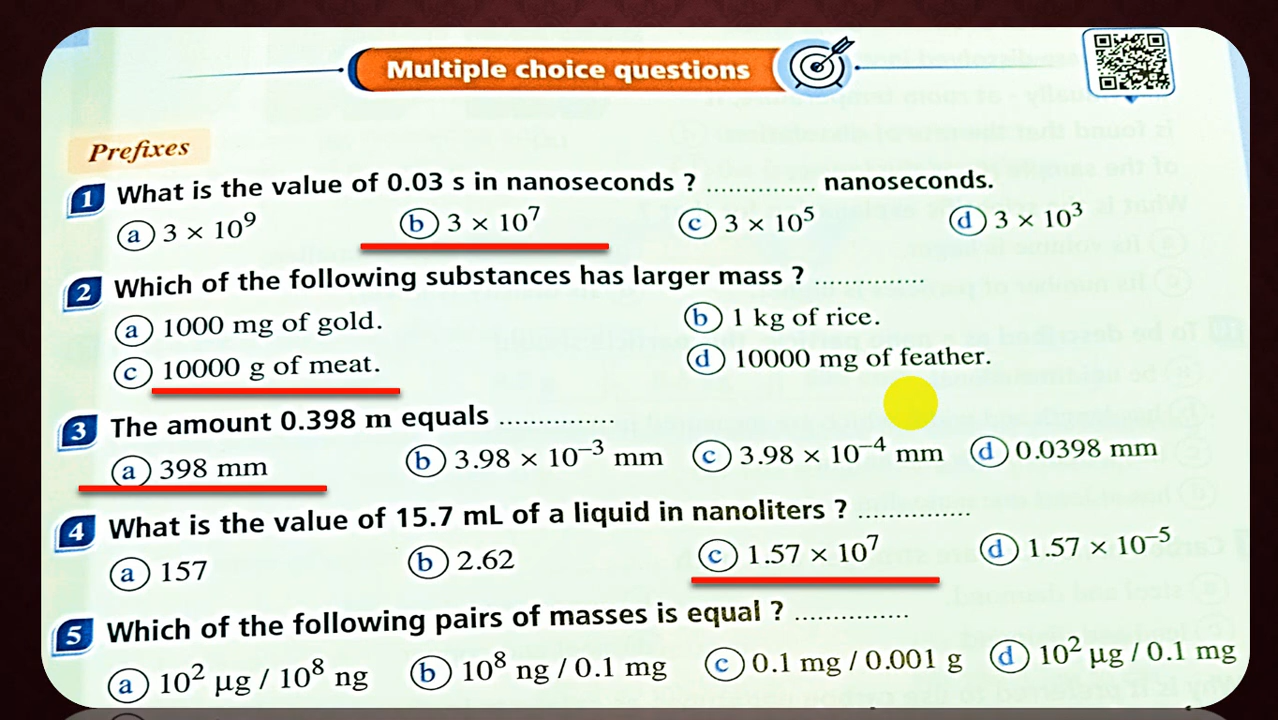 Multiple choice questions
Prefixes
1 What is the value of 0.03 s in nanoseconds ? ............... nanoseconds.
a 3 × 10⁹ b 3 × 10⁷ c 3 × 10⁵ d 3 × 10³
2 Which of the following substances has larger mass ? ...............
a 1000 mg of gold. b 1 kg of rice.
c 10000 g of meat. d 10000 mg of feather.
3 The amount 0.398 m equals ...............
a 398 mm b 3.98 × 10⁻³ mm c 3.98 × 10⁻⁴ mm d 0.0398 mm
4 What is the value of 15.7 mL of a liquid in nanoliters ? ...............
a 157 b 2.62 c 1.57 × 10⁷ d 1.57 × 10⁻⁵
5 Which of the following pairs of masses is equal ? ...............
a 10² μg / 10⁸ ng b 10⁸ ng / 0.1 mg c 0.1 mg / 0.001 g d 10² μg / 0.1 mg